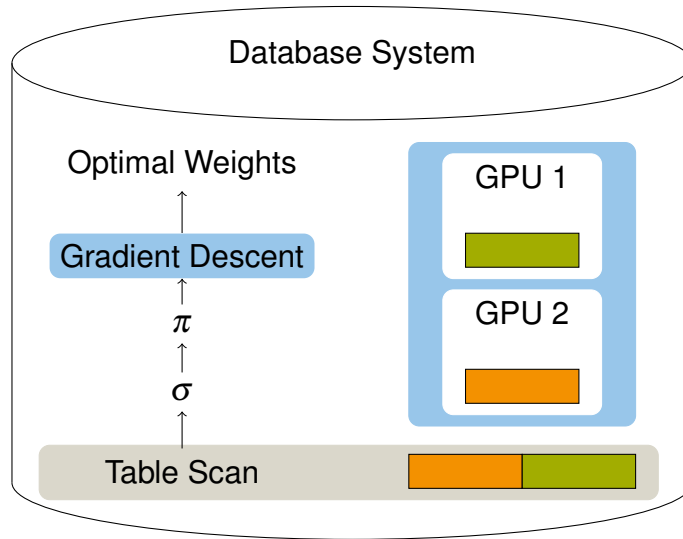 Database System
Optimal Weights
GPU 1
Gradient Descent
π
GPU 2
σ
Table Scan